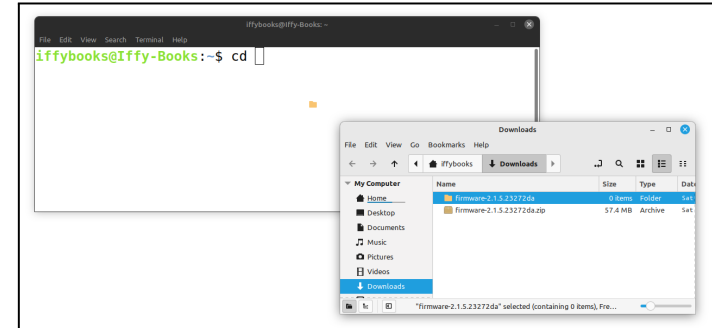 iffybooks@Iffy-Books: ~
File Edit View Search Terminal Help
iffybooks@Iffy-Books:~$ cd
Downloads
File Edit View Go Bookmarks Help
iffybooks Downloads
My Computer
Name Size Type Date
Home
firmware-2.1.5.23272da 0 items Folder Sat
Desktop
firmware-2.1.5.23272da.zip 57.4 MB Archive Sat
Documents
Music
Pictures
Videos
Downloads
"firmware-2.1.5.23272da" selected (containing 0 items), Fre…